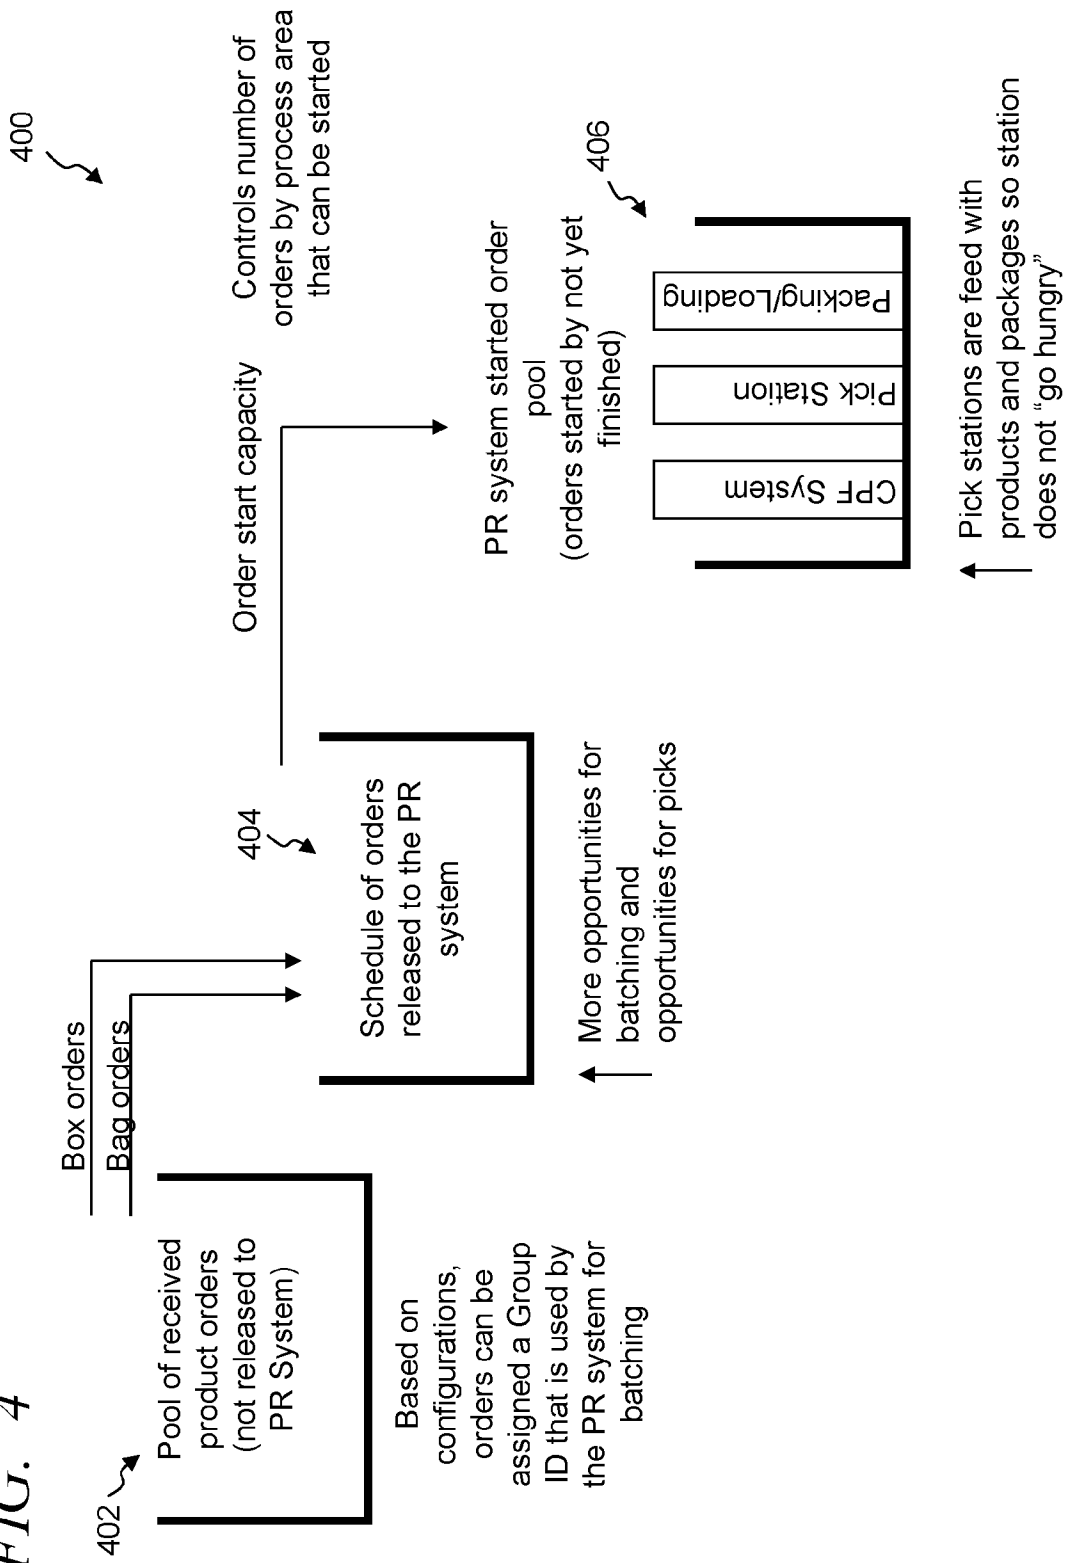 FIG. 4
400
402
Pool of received
product orders
(not released to
PR System)
Based on
configurations,
orders can be
assigned a Group
ID that is used by
the PR system for
batching
Box orders
Bag orders
404
Schedule of orders
released to the PR
system
More opportunities for
batching and
opportunities for picks
Order start capacity
Controls number of
orders by process area
that can be started
PR system started order
pool
(orders started by not yet
finished)
406
CPF System
Pick Station
Packing/Loading
Pick stations are feed with
products and packages so station
does not “go hungry”